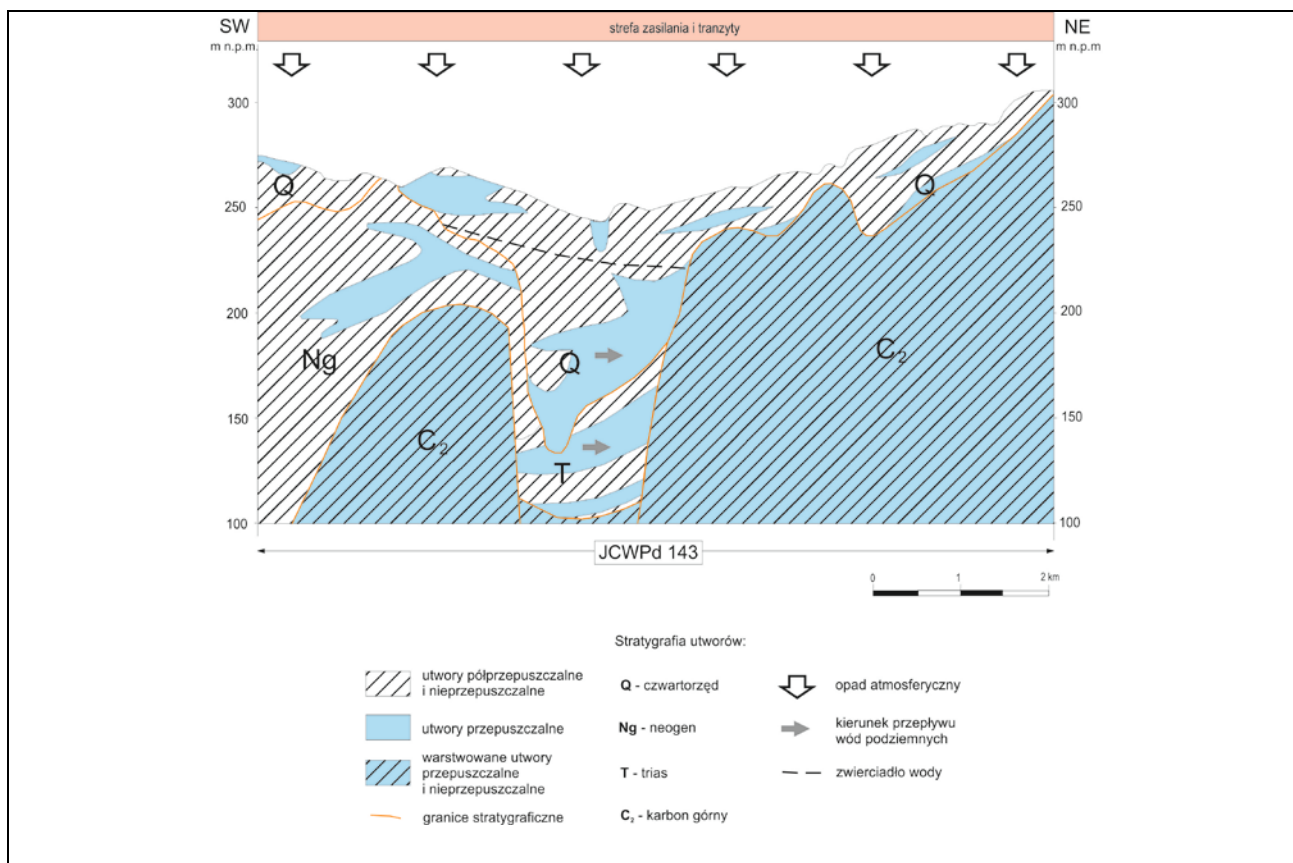 SW
strefa zasilania i tranzyty
NE
m n.p.m.
m n.p.m
300
300
250
250
200
200
150
150
100
100
Q
Q
Ng
Q
C₂
C₂
T
JCWPd 143
0 1 2 km
Stratygrafia utworów:
utwory półprzepuszczalne
i nieprzepuszczalne
utwory przepuszczalne
warstwowane utwory
przepuszczalne
i nieprzepuszczalne
granice stratygraficzne
Q - czwartorzęd
Ng - neogen
T - trias
C₂ - karbon górny
opad atmosferyczny
kierunek przepływu
wód podziemnych
zwierciadło wody